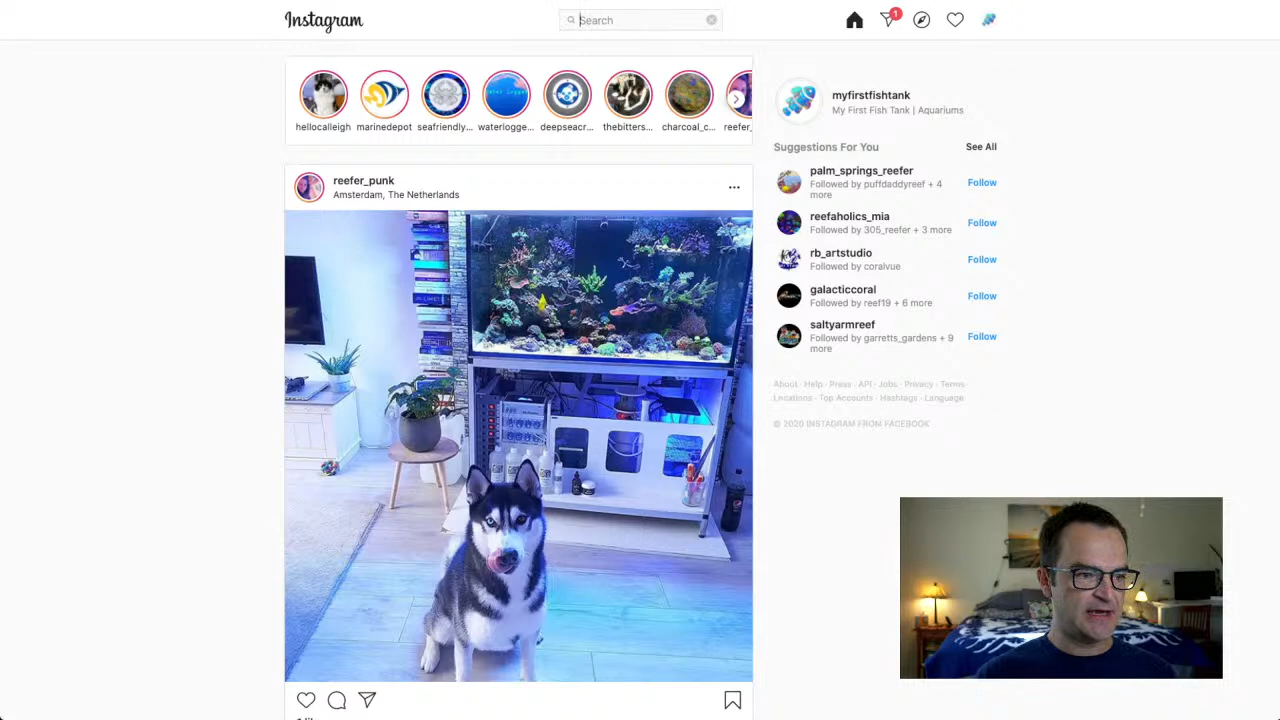 Instagram
Search
1
hellocalleigh
marinedepot
seafriendly...
waterlogge...
deepseacr...
thebitters...
charcoal_c...
reefer_
reefer_punk
Amsterdam, The Netherlands
myfirstfishtank
My First Fish Tank | Aquariums
Suggestions For You
See All
palm_springs_reefer
Followed by puffdaddyreef + 4
more
Follow
reefaholics_mia
Followed by 305_reefer + 3 more
Follow
rb_artstudio
Followed by coralvue
Follow
galacticcoral
Followed by reef19 + 6 more
Follow
saltyarmreef
Followed by garretts_gardens + 9
more
Follow
About · Help · Press · API · Jobs · Privacy · Terms ·
Locations · Top Accounts · Hashtags · Language
© 2020 INSTAGRAM FROM FACEBOOK